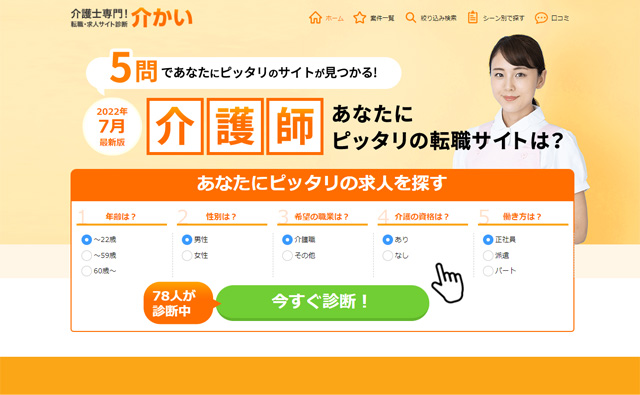 介護士専門!
転職・求人サイト診断
介かい
ホーム
案件一覧
絞り込み検索
シーン別で探す
口コミ
5問であなたにピッタリのサイトが見つかる!
2022年
7月
最新版
介護師
あなたに
ピッタリの転職サイトは?
あなたにピッタリの求人を探す
1 年齢は?
2 性別は?
3 希望の職業は?
4 介護の資格は?
5 働き方は?
～22歳
男性
介護職
あり
正社員
～59歳
女性
その他
なし
派遣
60歳～
パート
78人が
診断中
今すぐ診断!